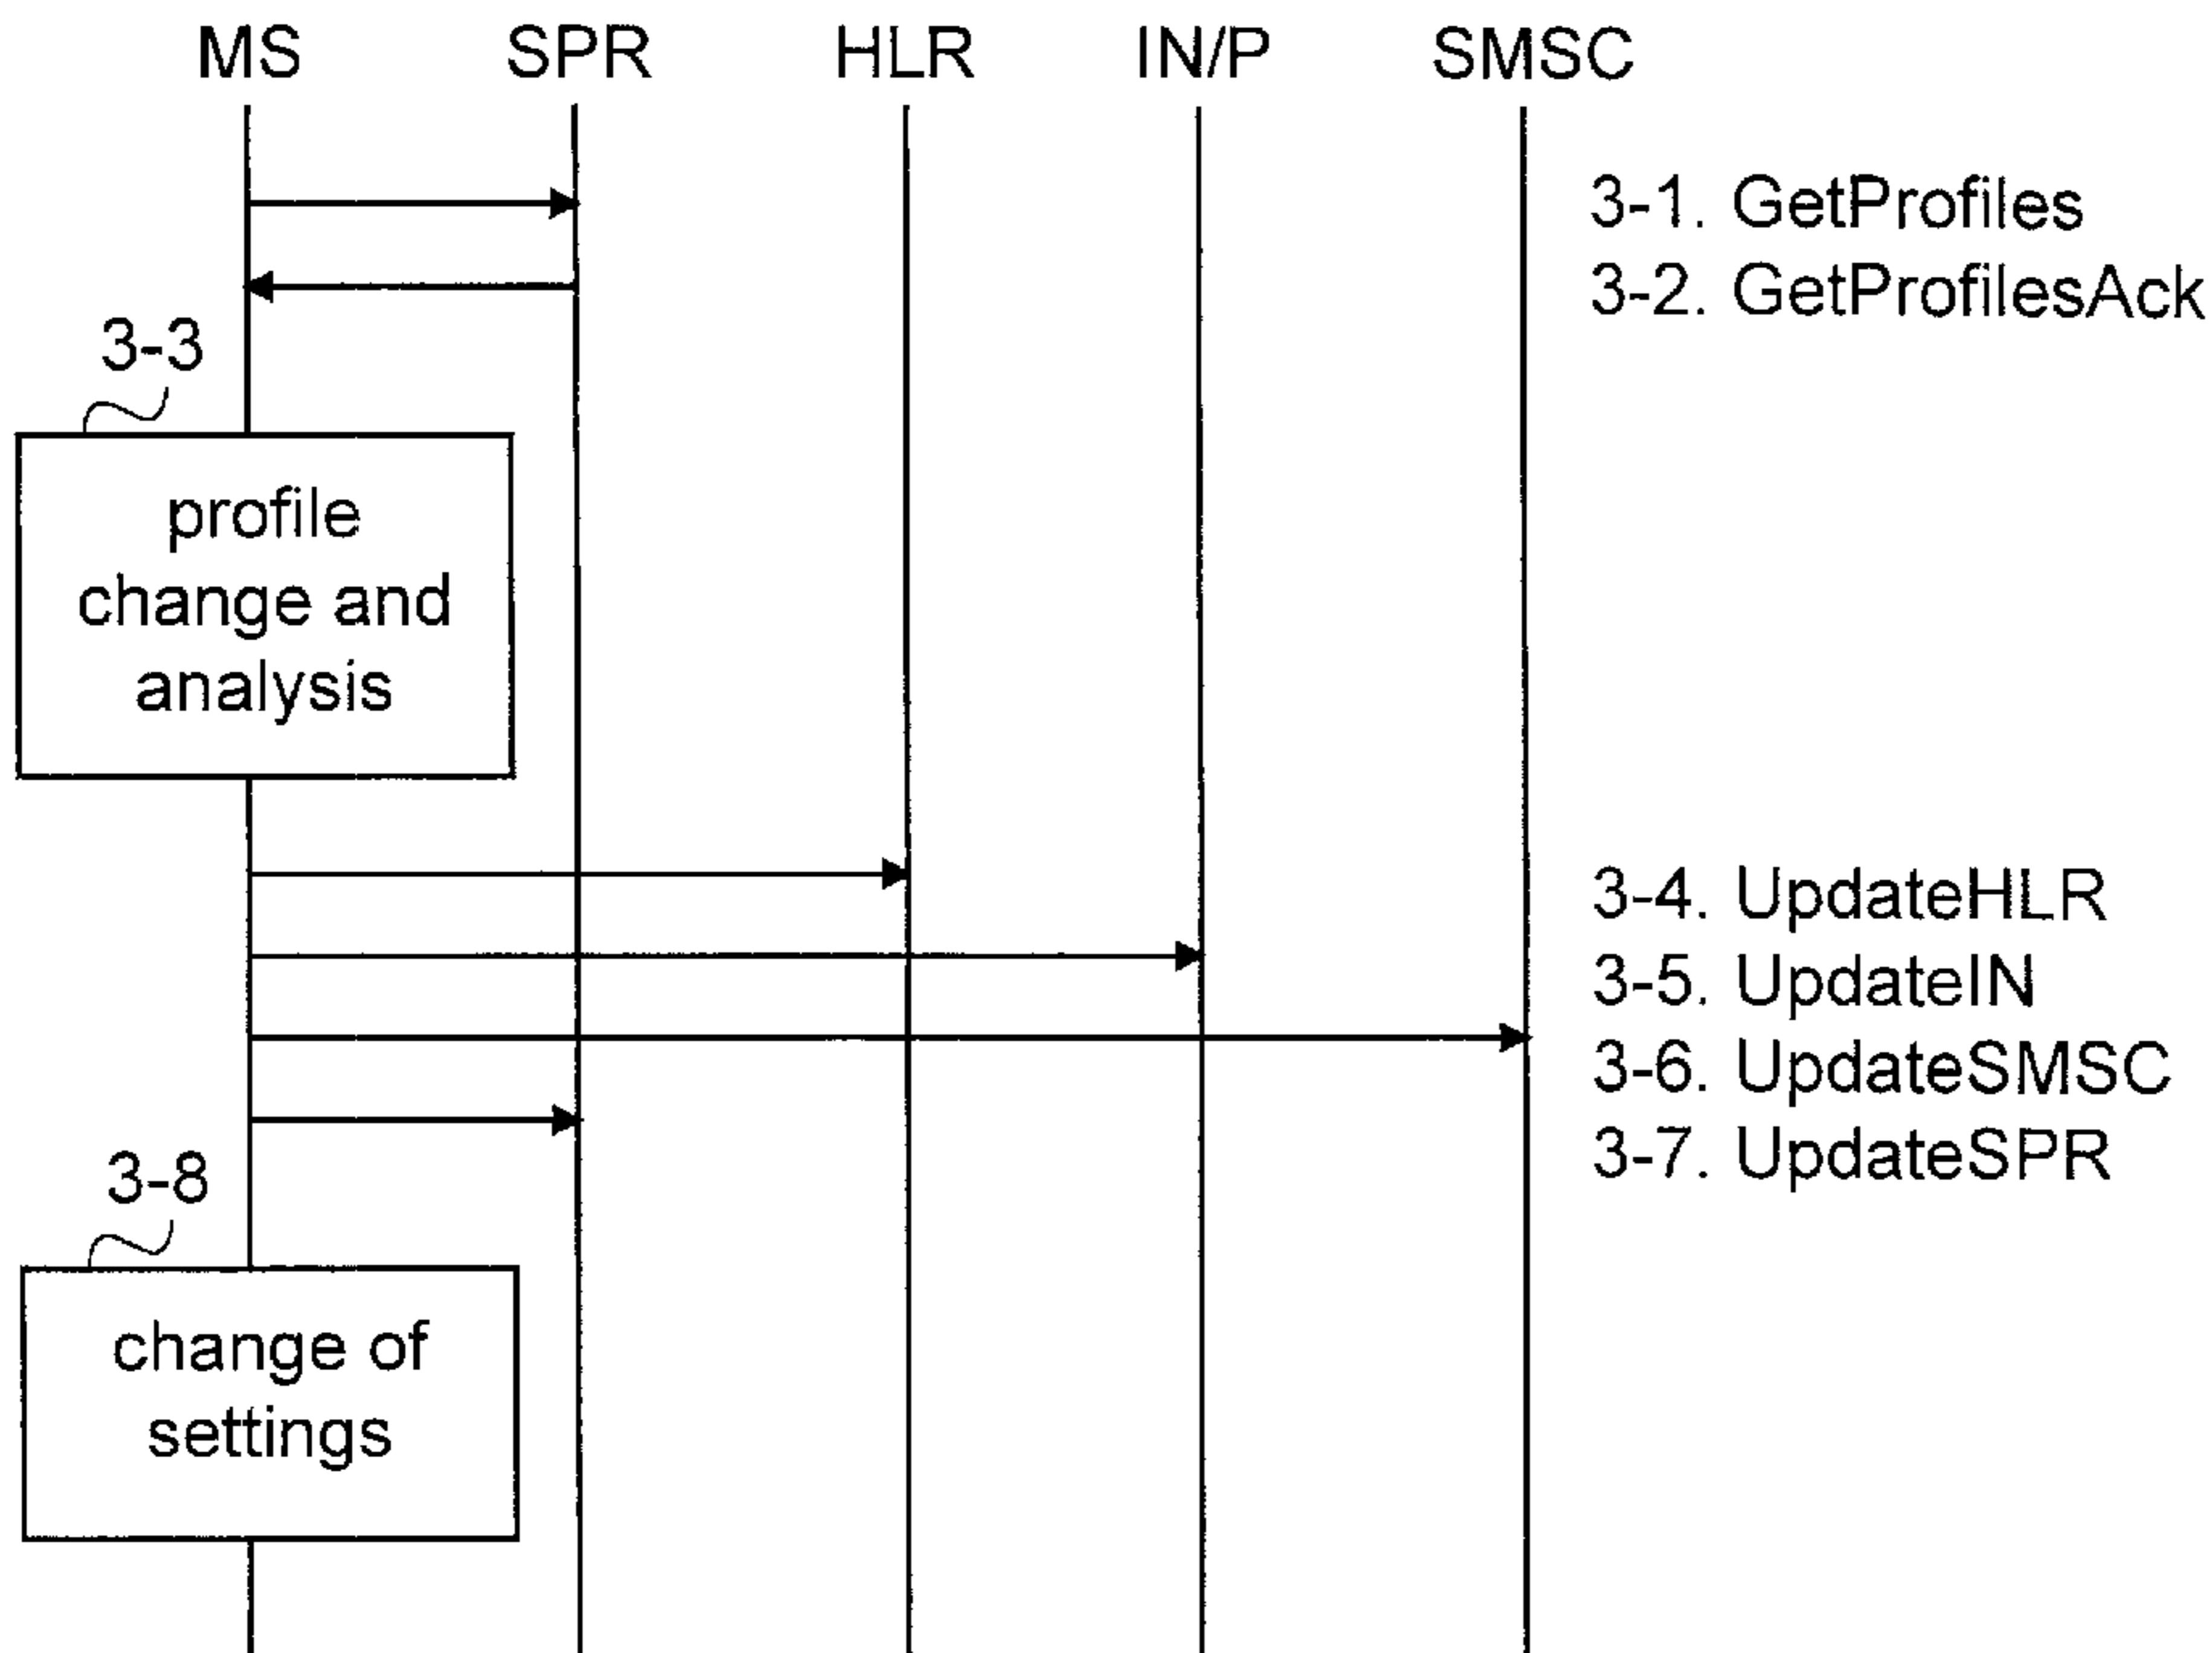 MS SPR HLR IN/P SMSC
3-1. GetProfiles
3-2. GetProfilesAck
3-3
profile
change and
analysis
3-4. UpdateHLR
3-5. UpdateIN
3-6. UpdateSMSC
3-7. UpdateSPR
3-8
change of
settings